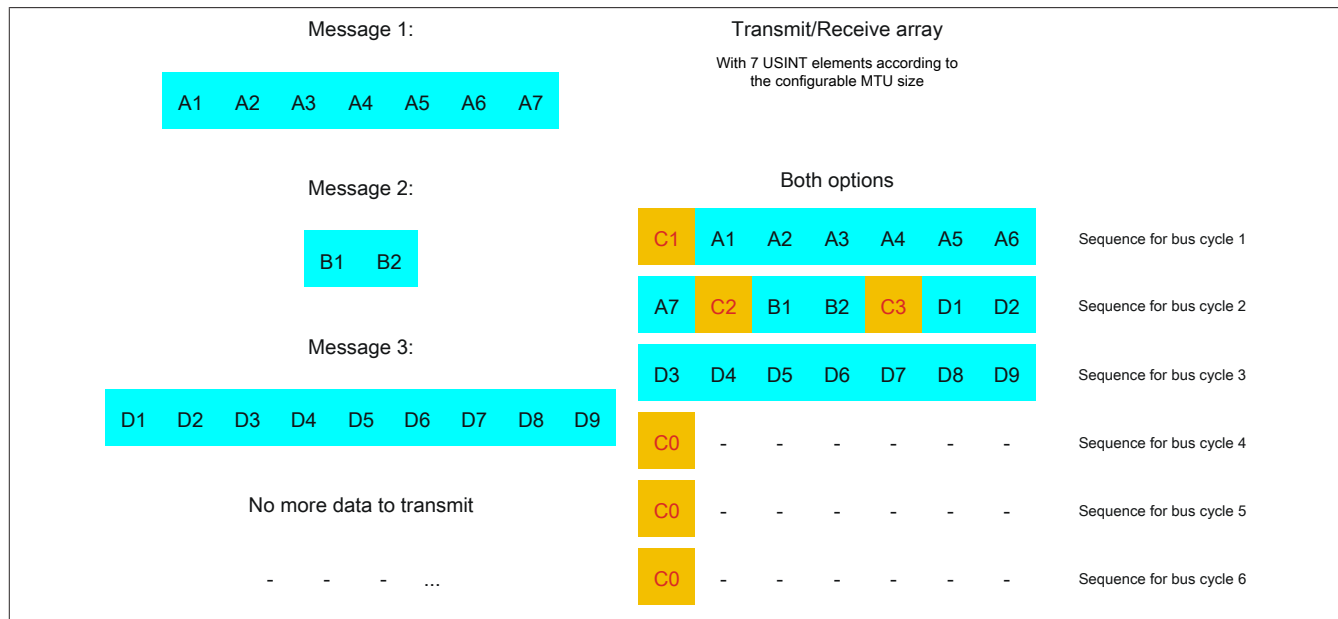 Message 1:
A1 A2 A3 A4 A5 A6 A7
Message 2:
B1 B2
Message 3:
D1 D2 D3 D4 D5 D6 D7 D8 D9
No more data to transmit
- - - ...
Transmit/Receive array
With 7 USINT elements according to
the configurable MTU size
Both options
C1 A1 A2 A3 A4 A5 A6 Sequence for bus cycle 1
A7 C2 B1 B2 C3 D1 D2 Sequence for bus cycle 2
D3 D4 D5 D6 D7 D8 D9 Sequence for bus cycle 3
C0 - - - - - - Sequence for bus cycle 4
C0 - - - - - - Sequence for bus cycle 5
C0 - - - - - - Sequence for bus cycle 6